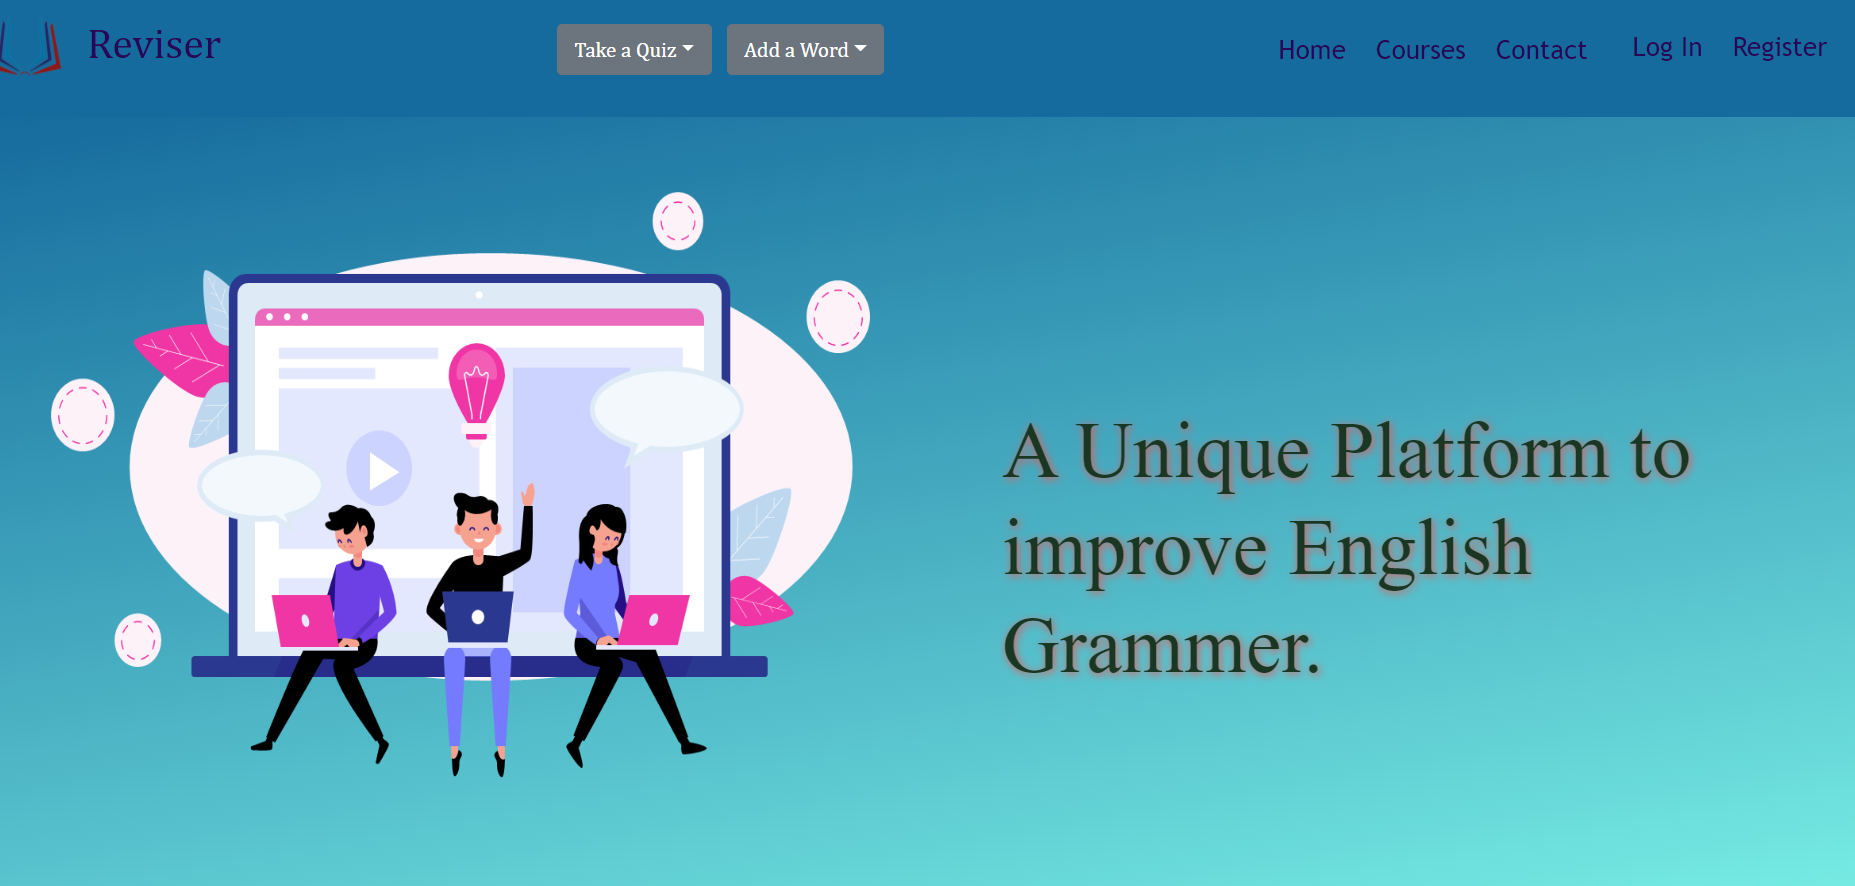 Reviser
Take a Quiz
Add a Word
Home
Courses
Contact
Log In
Register
A Unique Platform to
improve English
Grammer.